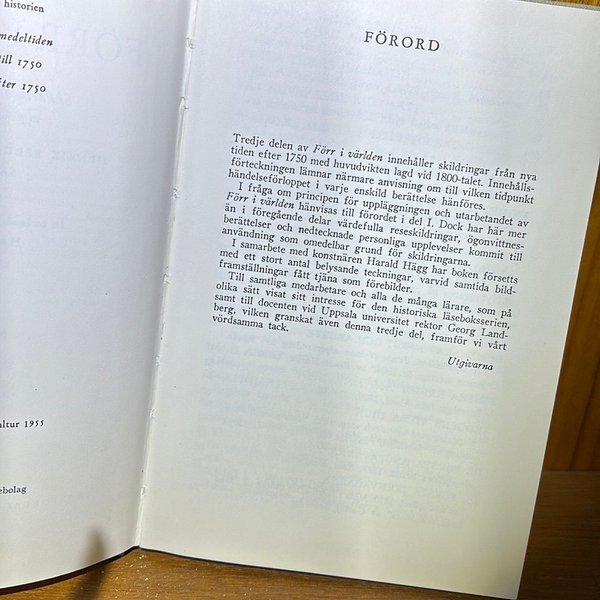 historien
medeltiden
till 1750
efter 1750
ltur 1955
ebolag
FÖRORD
Tredje delen av Förr i världen innehåller skildringar från nya
tiden efter 1750 med huvudvikten lagd vid 1800-talet. Innehålls-
förteckningen lämnar närmare anvisning om till vilken tidpunkt
händelseförloppet i varje enskild berättelse hänföres.
I fråga om principen för uppläggningen och utarbetandet av
Förr i världen hänvisas till förordet i del I. Dock har här mer
än i föregående delar värdefulla reseskildringar, ögonvittnes-
berättelser och nedtecknade personliga upplevelser kommit till
användning som omedelbar grund för skildringarna.
I samarbete med konstnären Harald Hägg har boken försetts
med ett stort antal belysande teckningar, varvid samtida bild-
framställningar fått tjäna som förebilder.
Till samtliga medarbetare och alla de många lärare, som på
olika sätt visat sitt intresse för den historiska läseboksserien,
samt till docenten vid Uppsala universitet rektor Georg Land-
berg, vilken granskat även denna tredje del, framför vi vårt
vördsamma tack.
Utgivarna